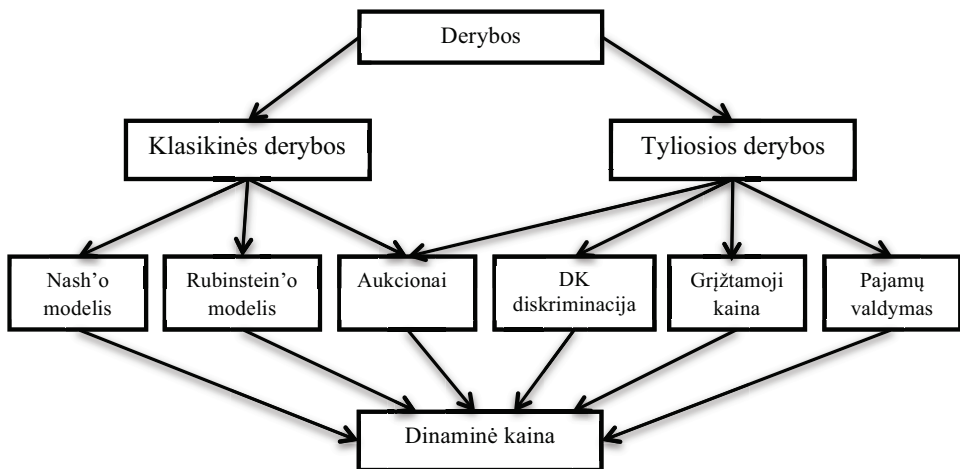 Derybos
Klasikinės derybos
Tyliosios derybos
Nash’o
modelis
Rubinstein’o
modelis
Aukcionai
DK
diskriminacija
Grįžtamoji
kaina
Pajamų
valdymas
Dinaminė kaina